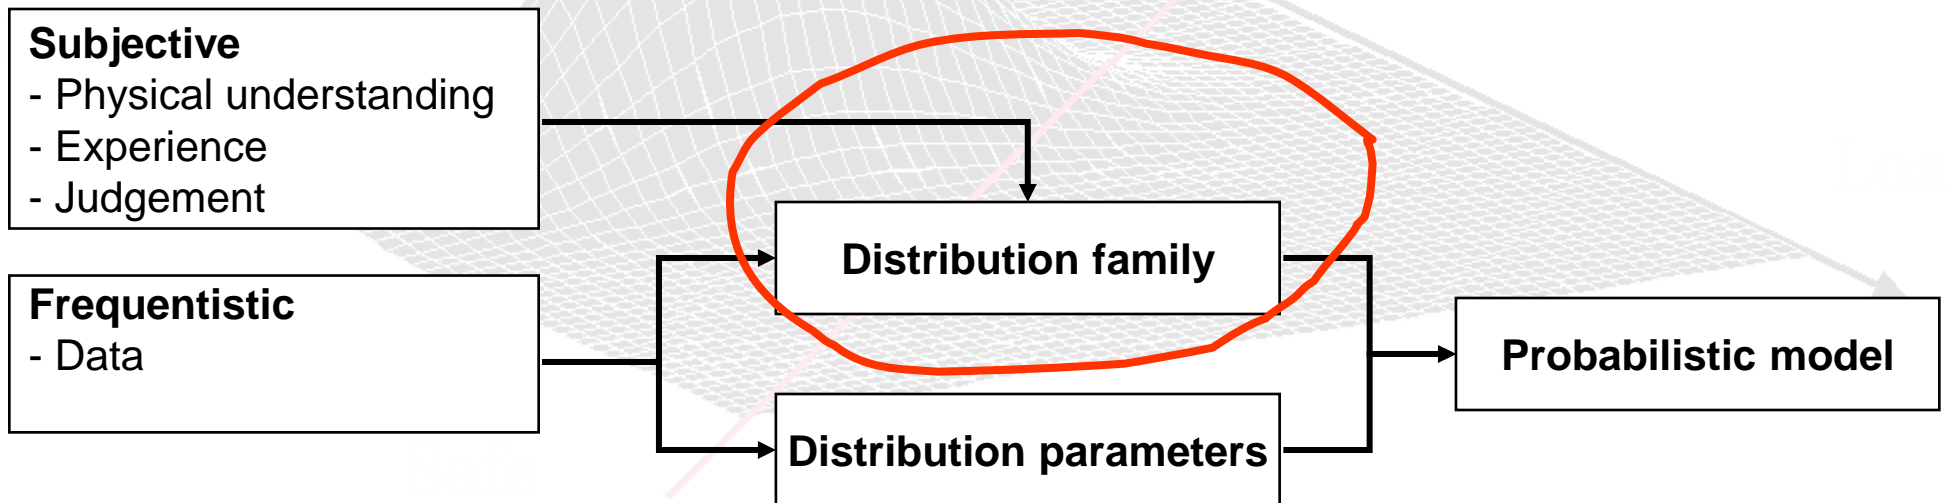 Subjective
- Physical understanding
- Experience
- Judgement
Distribution family
Frequentistic
- Data
Probabilistic model
Distribution parameters